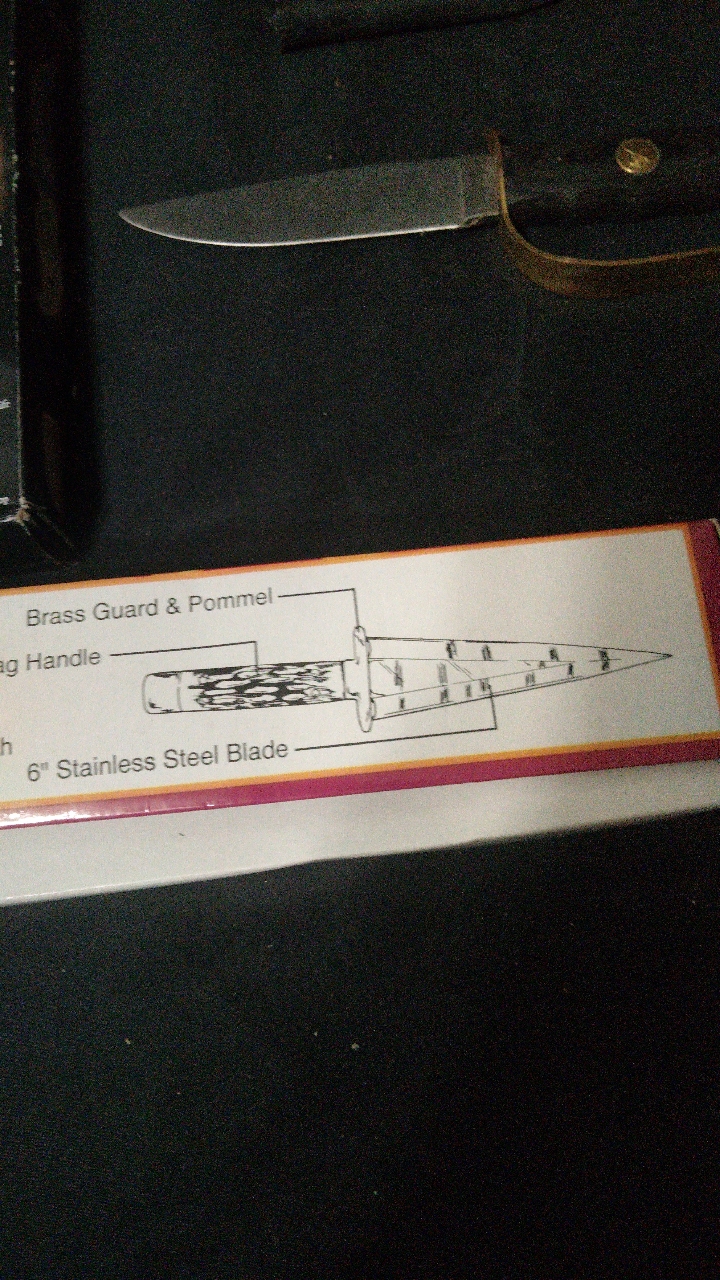 Brass Guard & Pommel
ag Handle
h
6" Stainless Steel Blade